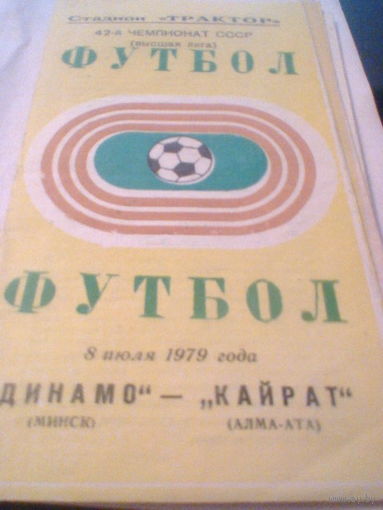 Стадион «ТРАКТОР»
42-й ЧЕМПИОНАТ СССР
(высшая лига)
ФУТБОЛ
ФУТБОЛ
8 июля 1979 года
ДИНАМО“ — „КАЙРАТ“
(МИНСК) (АЛМА-АТА)